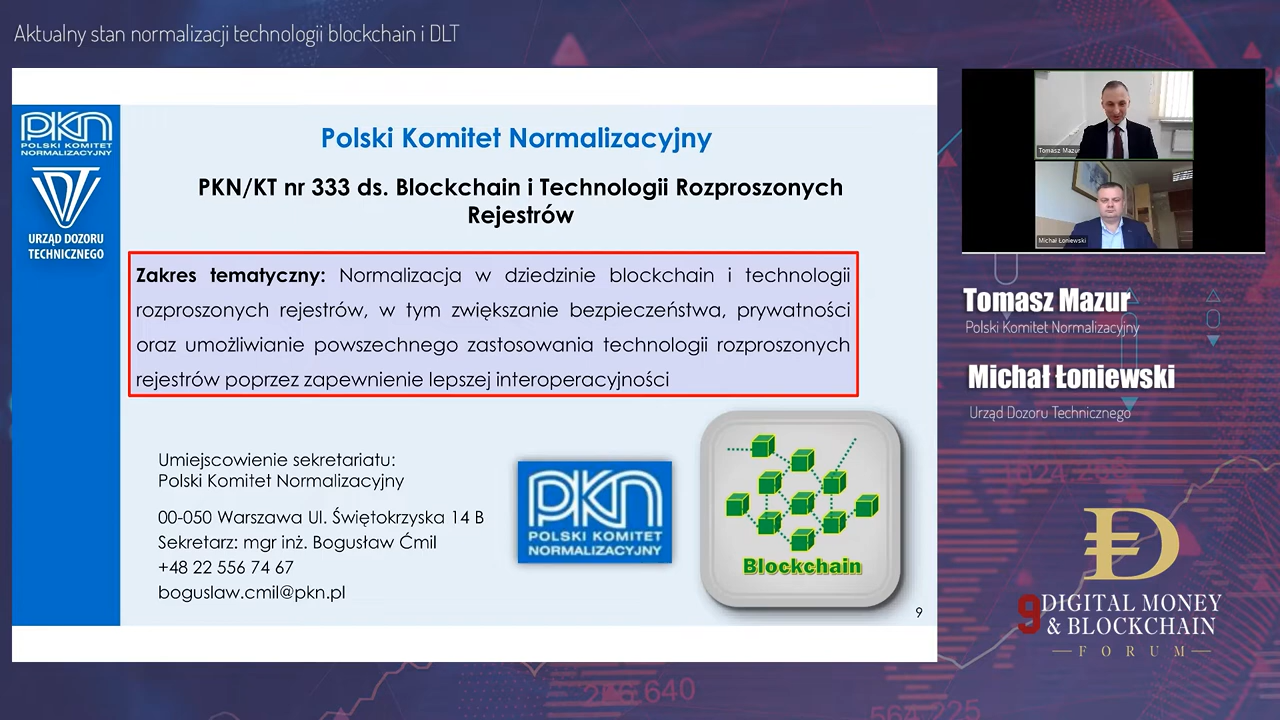 Aktualny stan normalizacji technologii blockchain i DLT
PKN
POLSKI KOMITET
NORMALIZACYJNY
URZĄD DOZORU
TECHNICZNEGO
Polski Komitet Normalizacyjny
PKN/KT nr 333 ds. Blockchain i Technologii Rozproszonych
Rejestrów
Zakres tematyczny: Normalizacja w dziedzinie blockchain i technologii
rozproszonych rejestrów, w tym zwiększanie bezpieczeństwa, prywatności
oraz umożliwianie powszechnego zastosowania technologii rozproszonych
rejestrów poprzez zapewnienie lepszej interoperacyjności
Umiejscowienie sekretariatu:
Polski Komitet Normalizacyjny
00-050 Warszawa Ul. Świętokrzyska 14 B
Sekretarz: mgr inż. Bogusław Ćmil
+48 22 556 74 67
boguslaw.cmil@pkn.pl
PKN
POLSKI KOMITET
NORMALIZACYJNY
Blockchain
9
Tomasz Mazur
Michał Łoniewski
Tomasz Mazur
Polski Komitet Normalizacyjny
Michał Łoniewski
Urząd Dozoru Technicznego
9 DIGITAL MONEY
& BLOCKCHAIN
FORUM